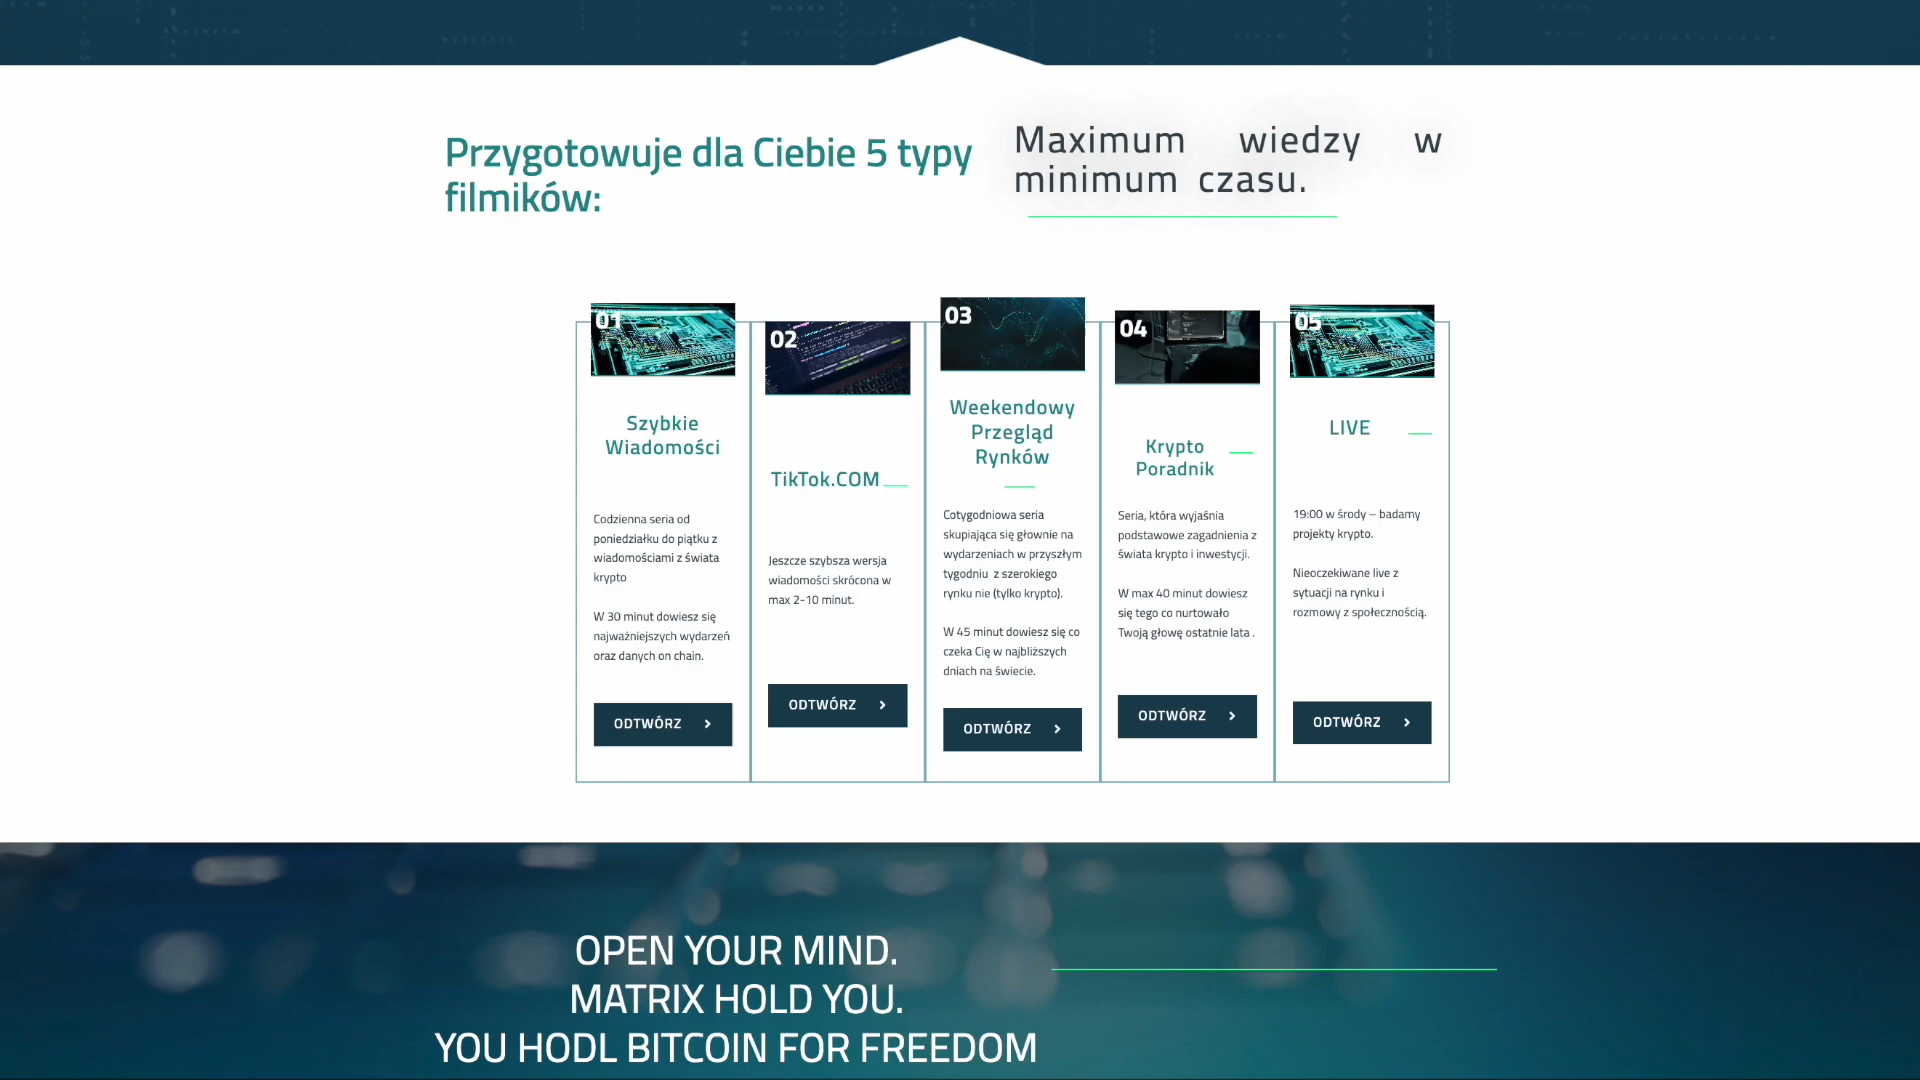 Przygotowuje dla Ciebie 5 typy
filmików:
Maximum wiedzy w
minimum czasu.
01
Szybkie
Wiadomości
Codzienna seria od
poniedziałku do piątku z
wiadomościami z świata
krypto
W 30 minut dowiesz się
najważniejszych wydarzeń
oraz danych on chain.
ODTWÓRZ
02
TikTok.COM
Jeszcze szybsza wersja
wiadomości skrócona w
max 2-10 minut.
ODTWÓRZ
03
Weekendowy
Przegląd
Rynków
Cotygodniowa seria
skupiająca się głownie na
wydarzeniach w przyszłym
tygodniu z szerokiego
rynku nie (tylko krypto).
W 45 minut dowiesz się co
czeka Cię w najbliższych
dniach na świecie.
ODTWÓRZ
04
Krypto
Poradnik
Seria, która wyjaśnia
podstawowe zagadnienia z
świata krypto i inwestycji.
W max 40 minut dowiesz
się tego co nurtowało
Twoją głowę ostatnie lata .
ODTWÓRZ
05
LIVE
19:00 w środy – badamy
projekty krypto.
Nieoczekiwane live z
sytuacji na rynku i
rozmowy z społecznością.
ODTWÓRZ
OPEN YOUR MIND.
MATRIX HOLD YOU.
YOU HODL BITCOIN FOR FREEDOM